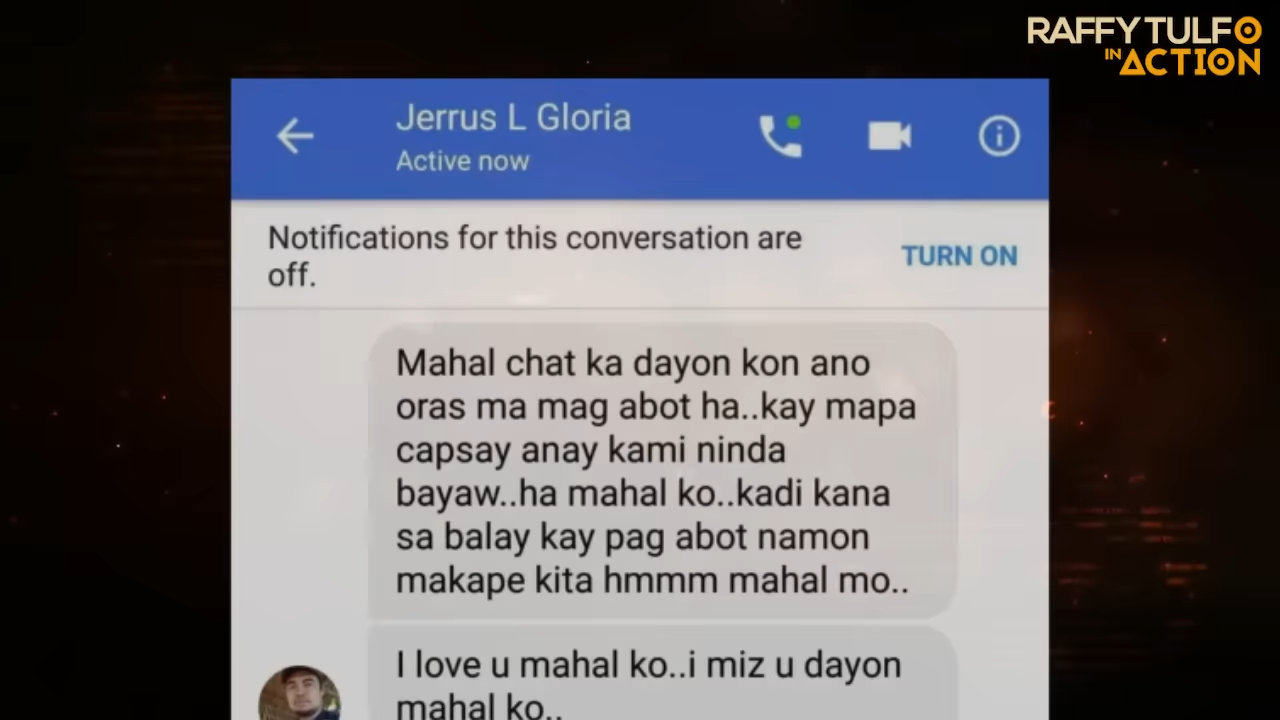 RAFFY TULFO
IN ACTION
Jerrus L Gloria
Active now
Notifications for this conversation are
off.
TURN ON
Mahal chat ka dayon kon ano
oras ma mag abot ha..kay mapa
capsay anay kami ninda
bayaw..ha mahal ko..kadi kana
sa balay kay pag abot namon
makape kita hmmm mahal mo..
I love u mahal ko..i miz u dayon
mahal ko..